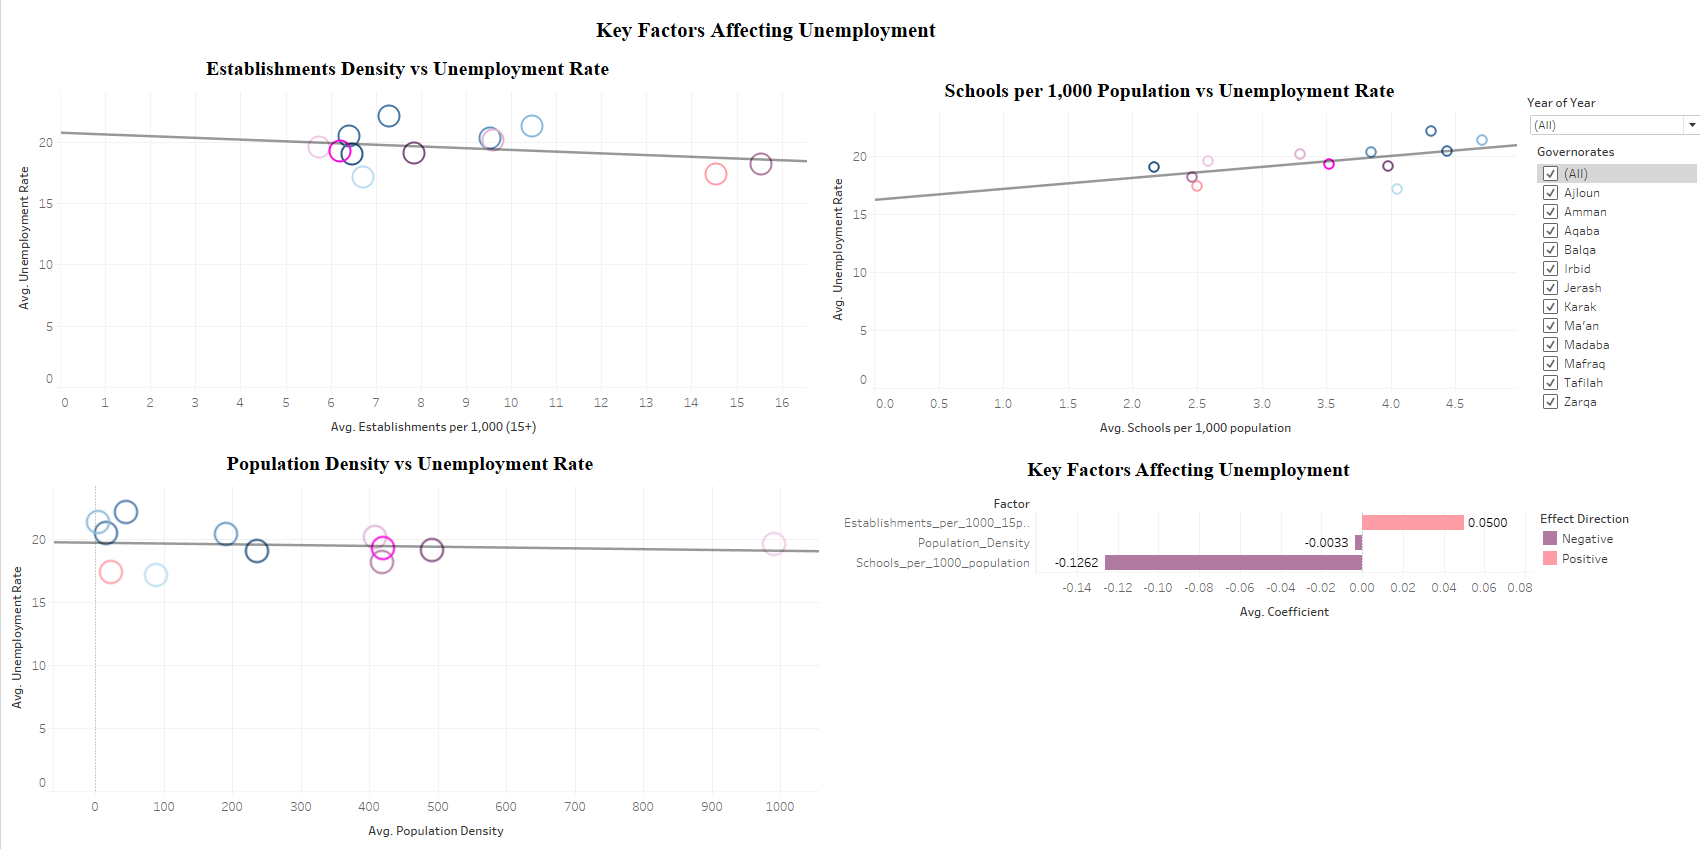 Key Factors Affecting Unemployment
Establishments Density vs Unemployment Rate
Avg. Unemployment Rate
20
15
10
5
0
0 1 2 3 4 5 6 7 8 9 10 11 12 13 14 15 16
Avg. Establishments per 1,000 (15+)
Schools per 1,000 Population vs Unemployment Rate
Avg. Unemployment Rate
20
15
10
5
0
0.0 0.5 1.0 1.5 2.0 2.5 3.0 3.5 4.0 4.5
Avg. Schools per 1,000 population
Year of Year
(All)
Governorates
(All)
Ajloun
Amman
Aqaba
Balqa
Irbid
Jerash
Karak
Ma'an
Madaba
Mafraq
Tafilah
Zarqa
Population Density vs Unemployment Rate
Avg. Unemployment Rate
20
15
10
5
0
0 100 200 300 400 500 600 700 800 900 1000
Avg. Population Density
Key Factors Affecting Unemployment
Factor
Establishments_per_1000_15p.. 0.0500
Population_Density -0.0033
Schools_per_1000_population -0.1262
-0.14 -0.12 -0.10 -0.08 -0.06 -0.04 -0.02 0.00 0.02 0.04 0.06 0.08
Avg. Coefficient
Effect Direction
Negative
Positive